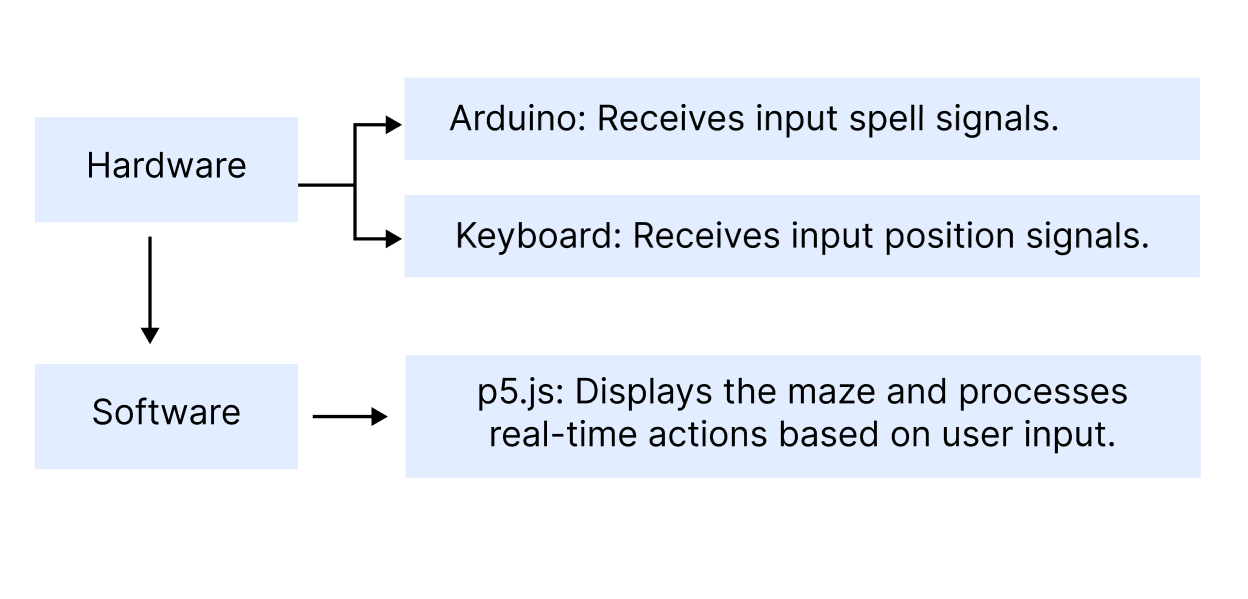 Hardware
Arduino: Receives input spell signals.
Keyboard: Receives input position signals.
Software
p5.js: Displays the maze and processes
real-time actions based on user input.